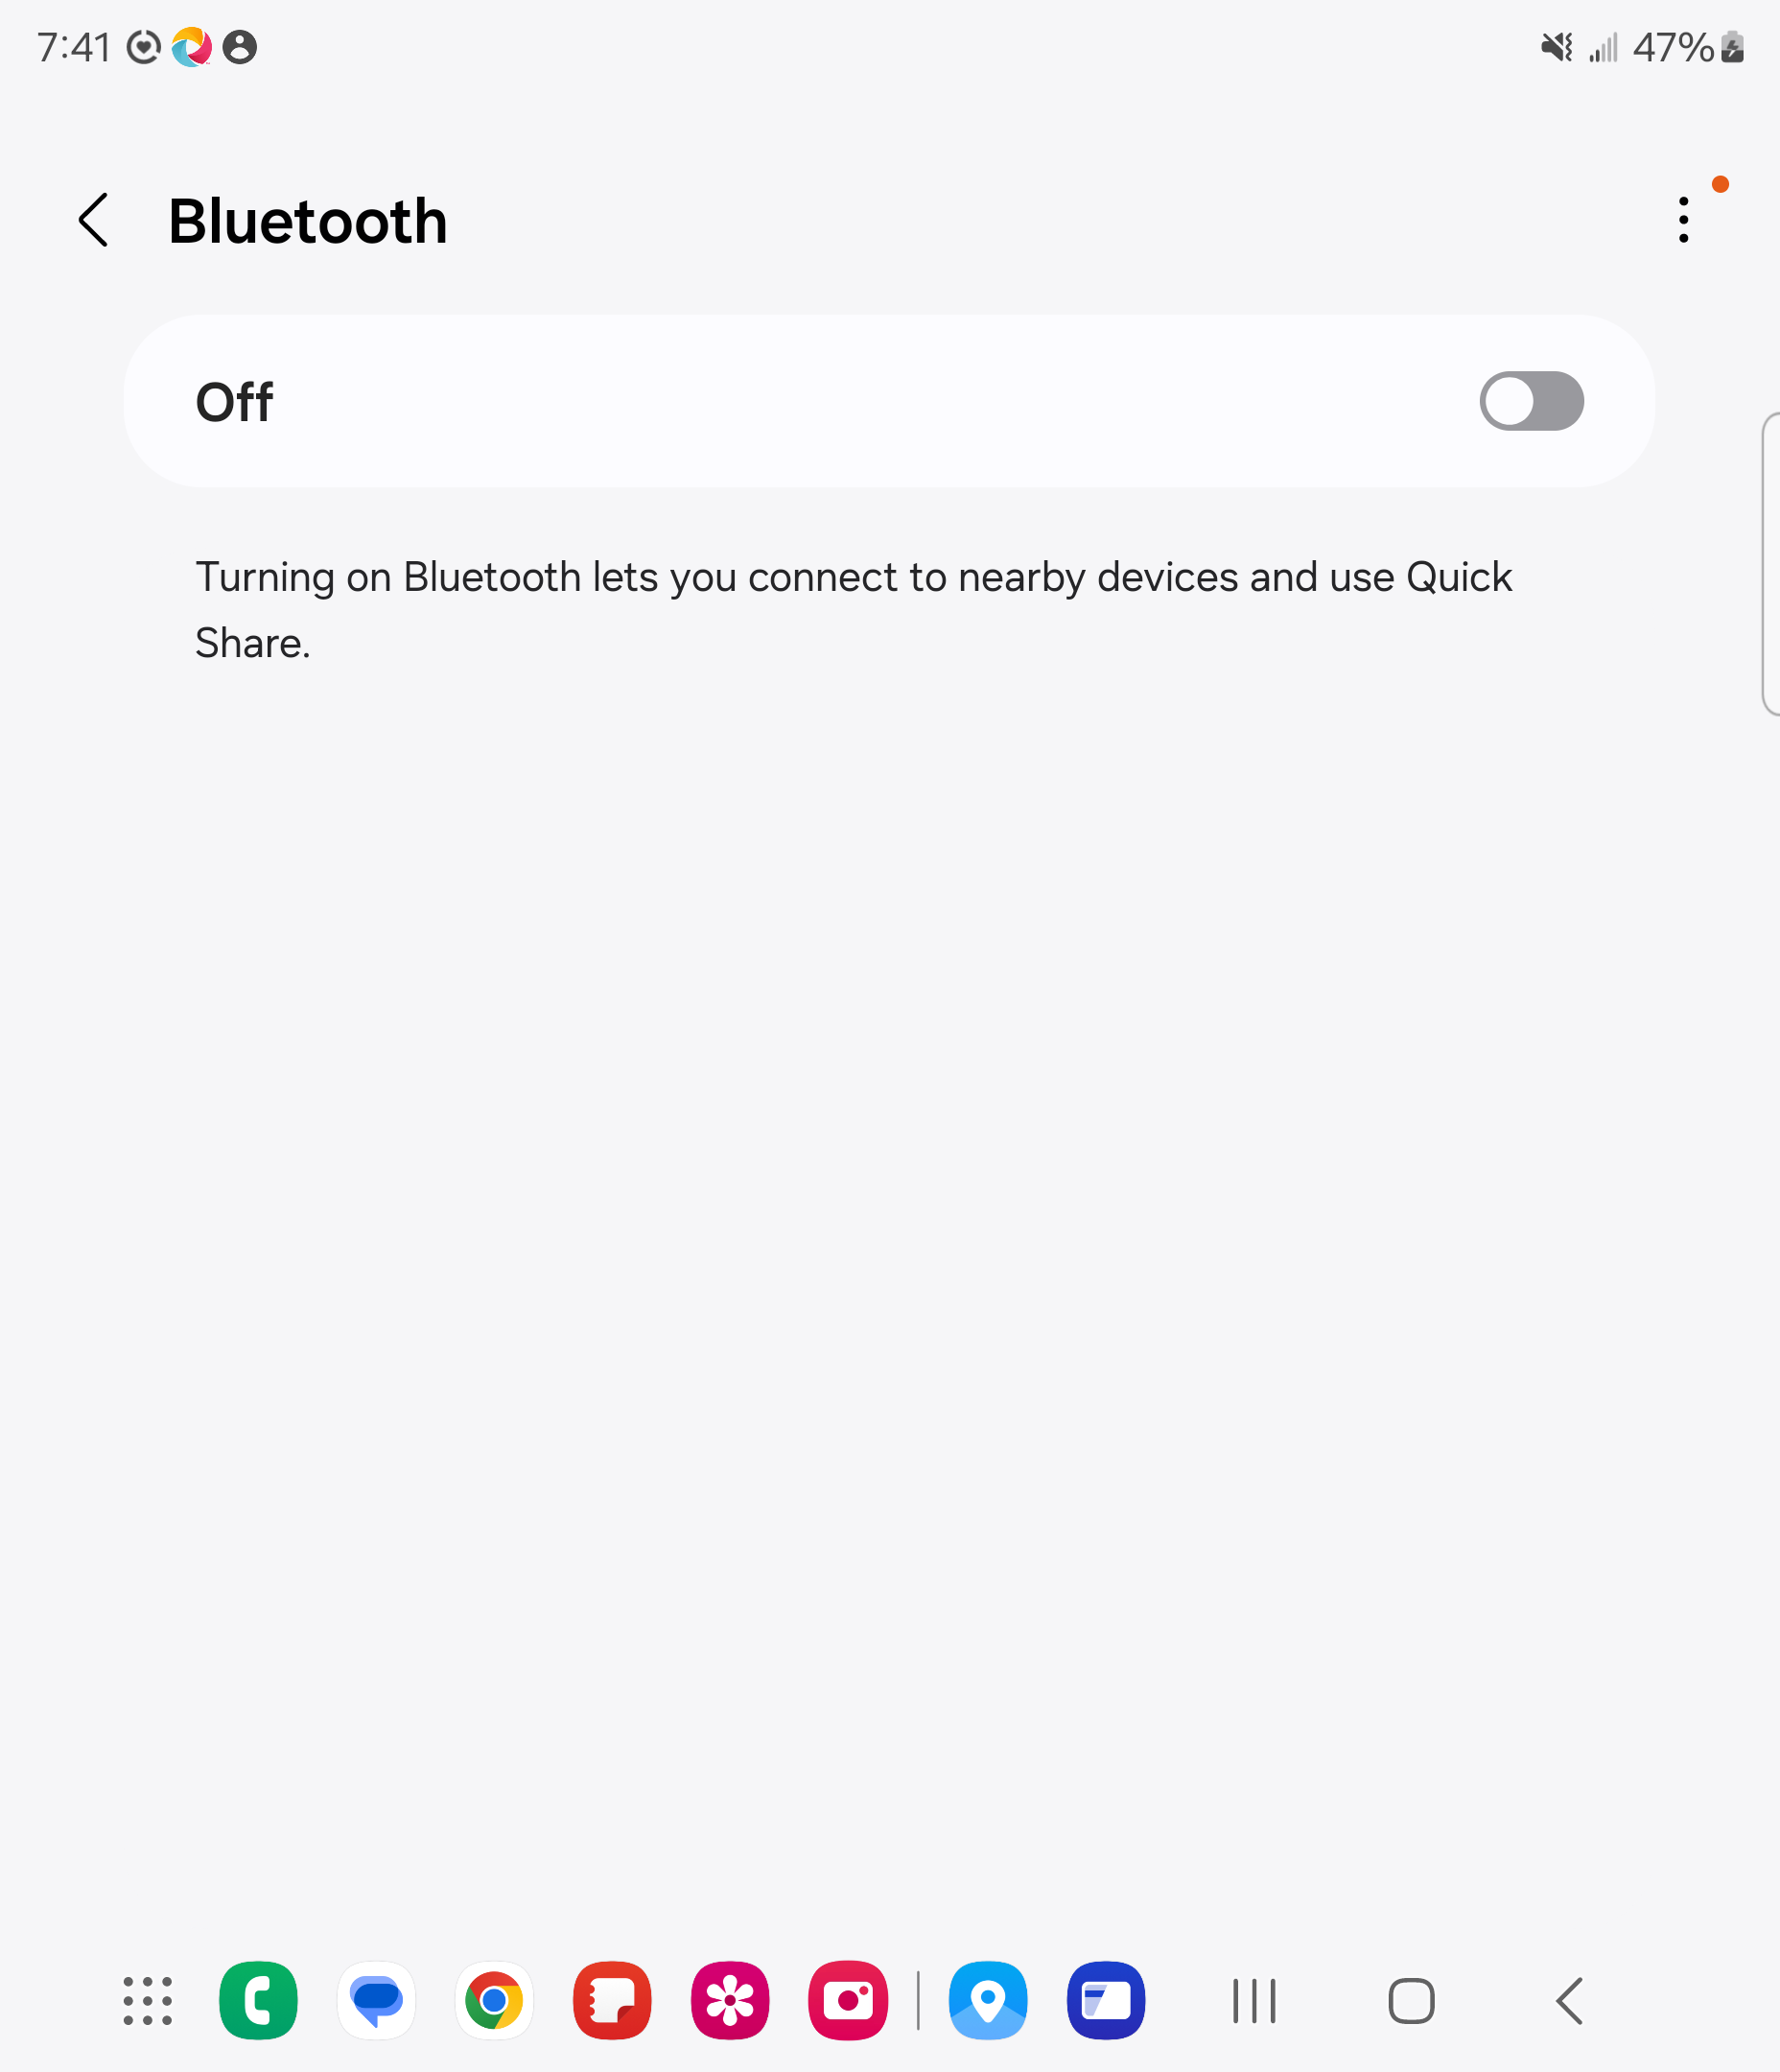 7:41
47%
Bluetooth
Off
Turning on Bluetooth lets you connect to nearby devices and use Quick
Share.